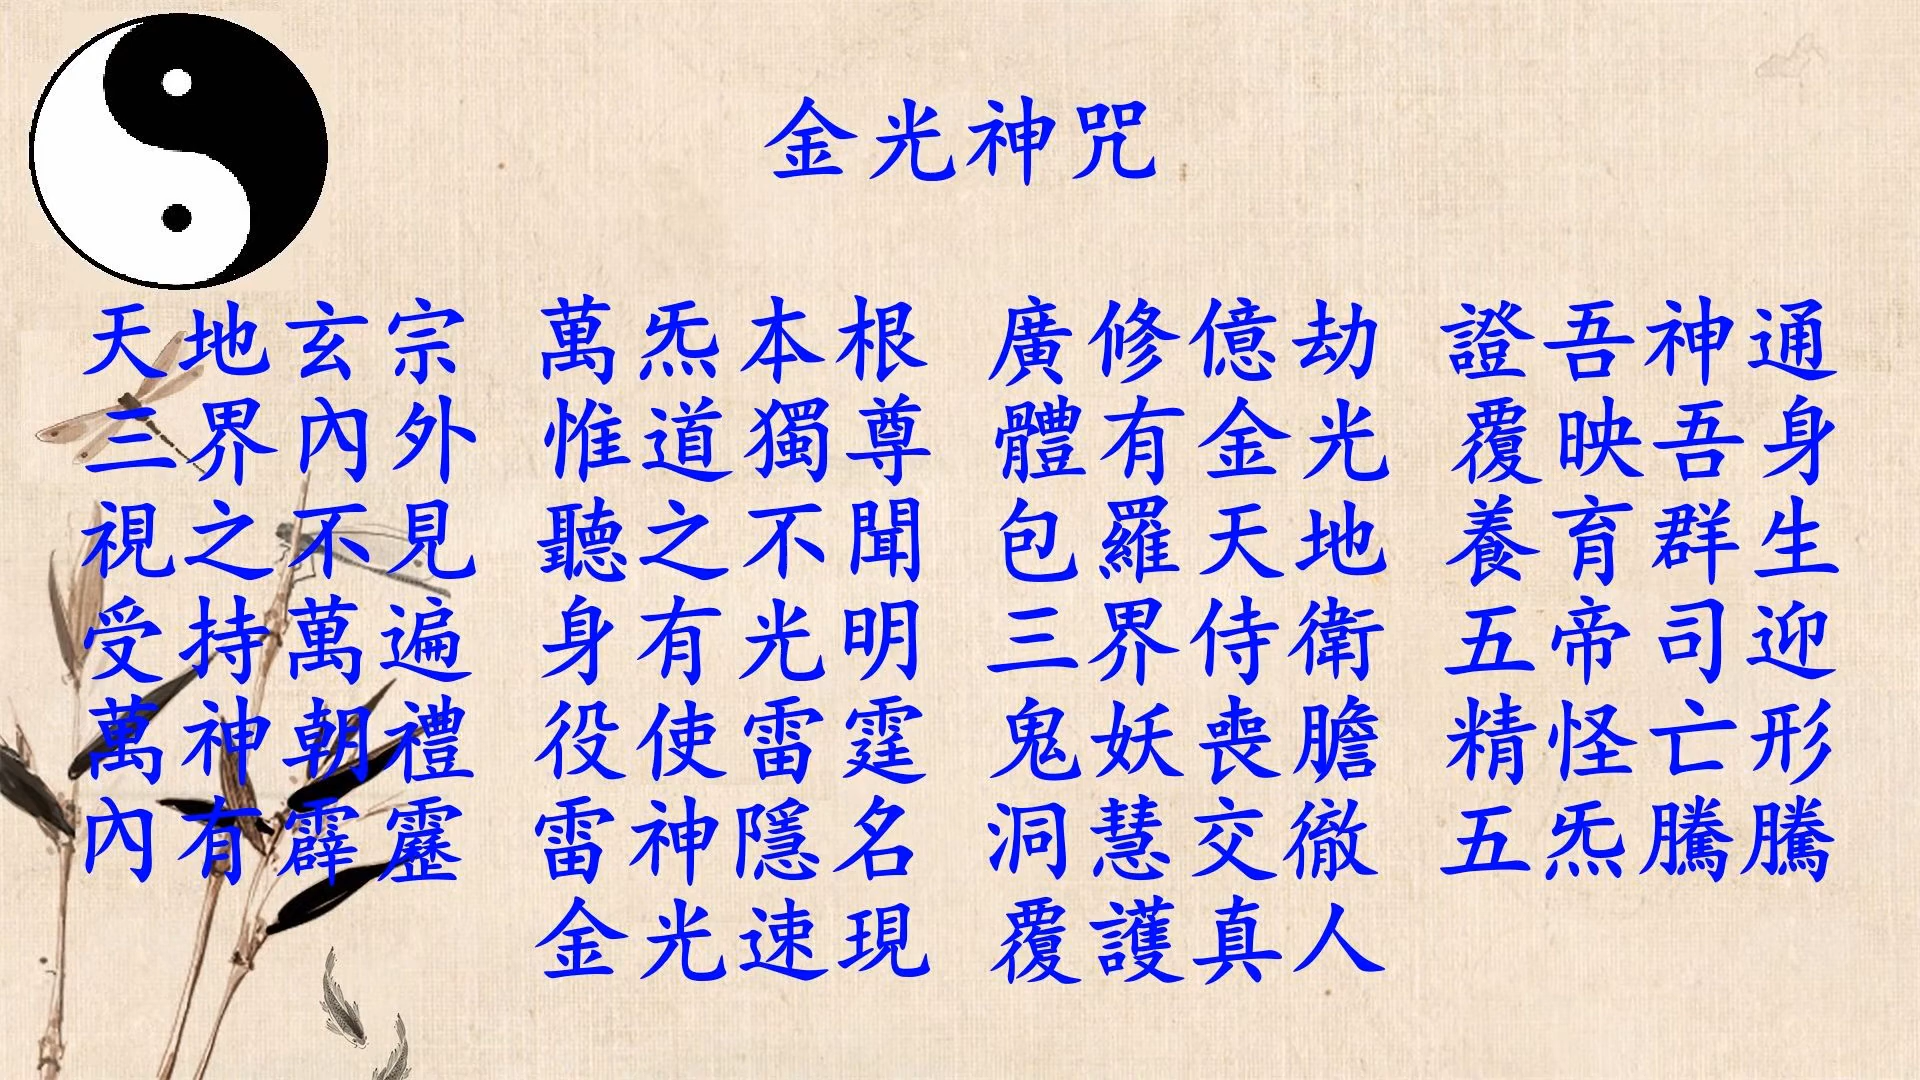 金光神咒
天地玄宗 萬炁本根 廣修億劫 證吾神通
三界內外 惟道獨尊 體有金光 覆映吾身
視之不見 聽之不聞 包羅天地 養育群生
受持萬遍 身有光明 三界侍衛 五帝司迎
萬神朝禮 役使雷霆 鬼妖喪膽 精怪亡形
內有霹靂 雷神隱名 洞慧交徹 五炁騰騰
金光速現 覆護真人